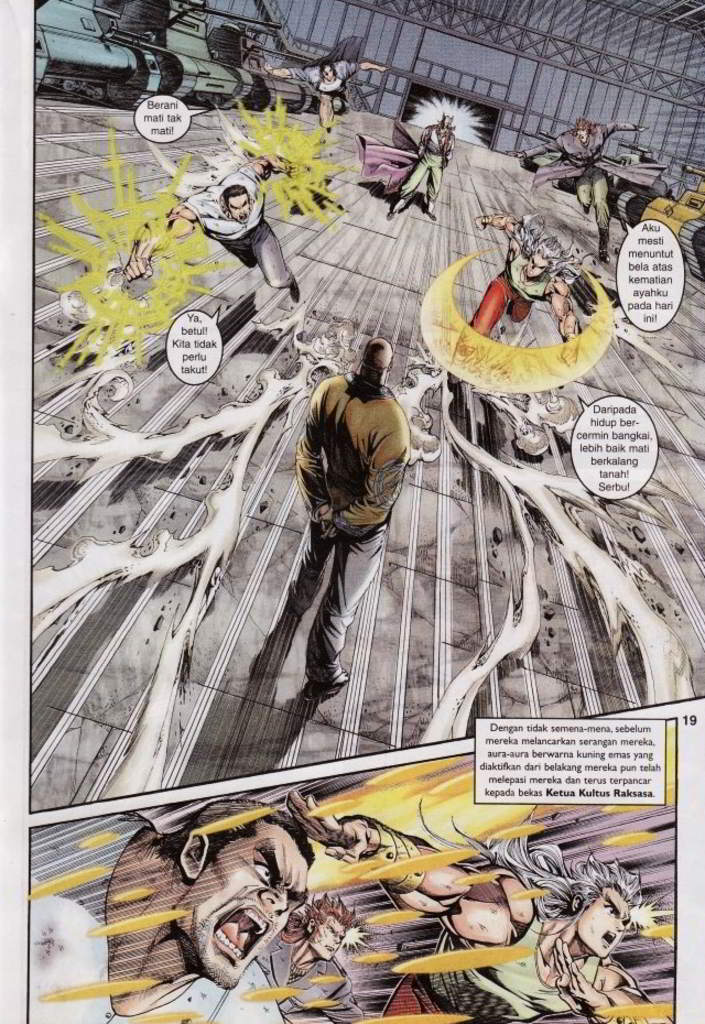 Berani
mati tak
mati!
Ya,
betul!
Kita tidak
perlu
takut!
Aku
mesti
menuntut
bela atas
kematian
ayahku
pada hari
ini!
Daripada
hidup ber-
cermin bangkai,
lebih baik mati
berkalang
tanah!
Serbu!
19
Dengan tidak semena-mena, sebelum
mereka melancarkan serangan mereka,
aura-aura berwarna kuning emas yang
diaktifkan dari belakang mereka pun telah
melepasi mereka dan terus terpancar
kepada bekas Ketua Kultus Raksasa.